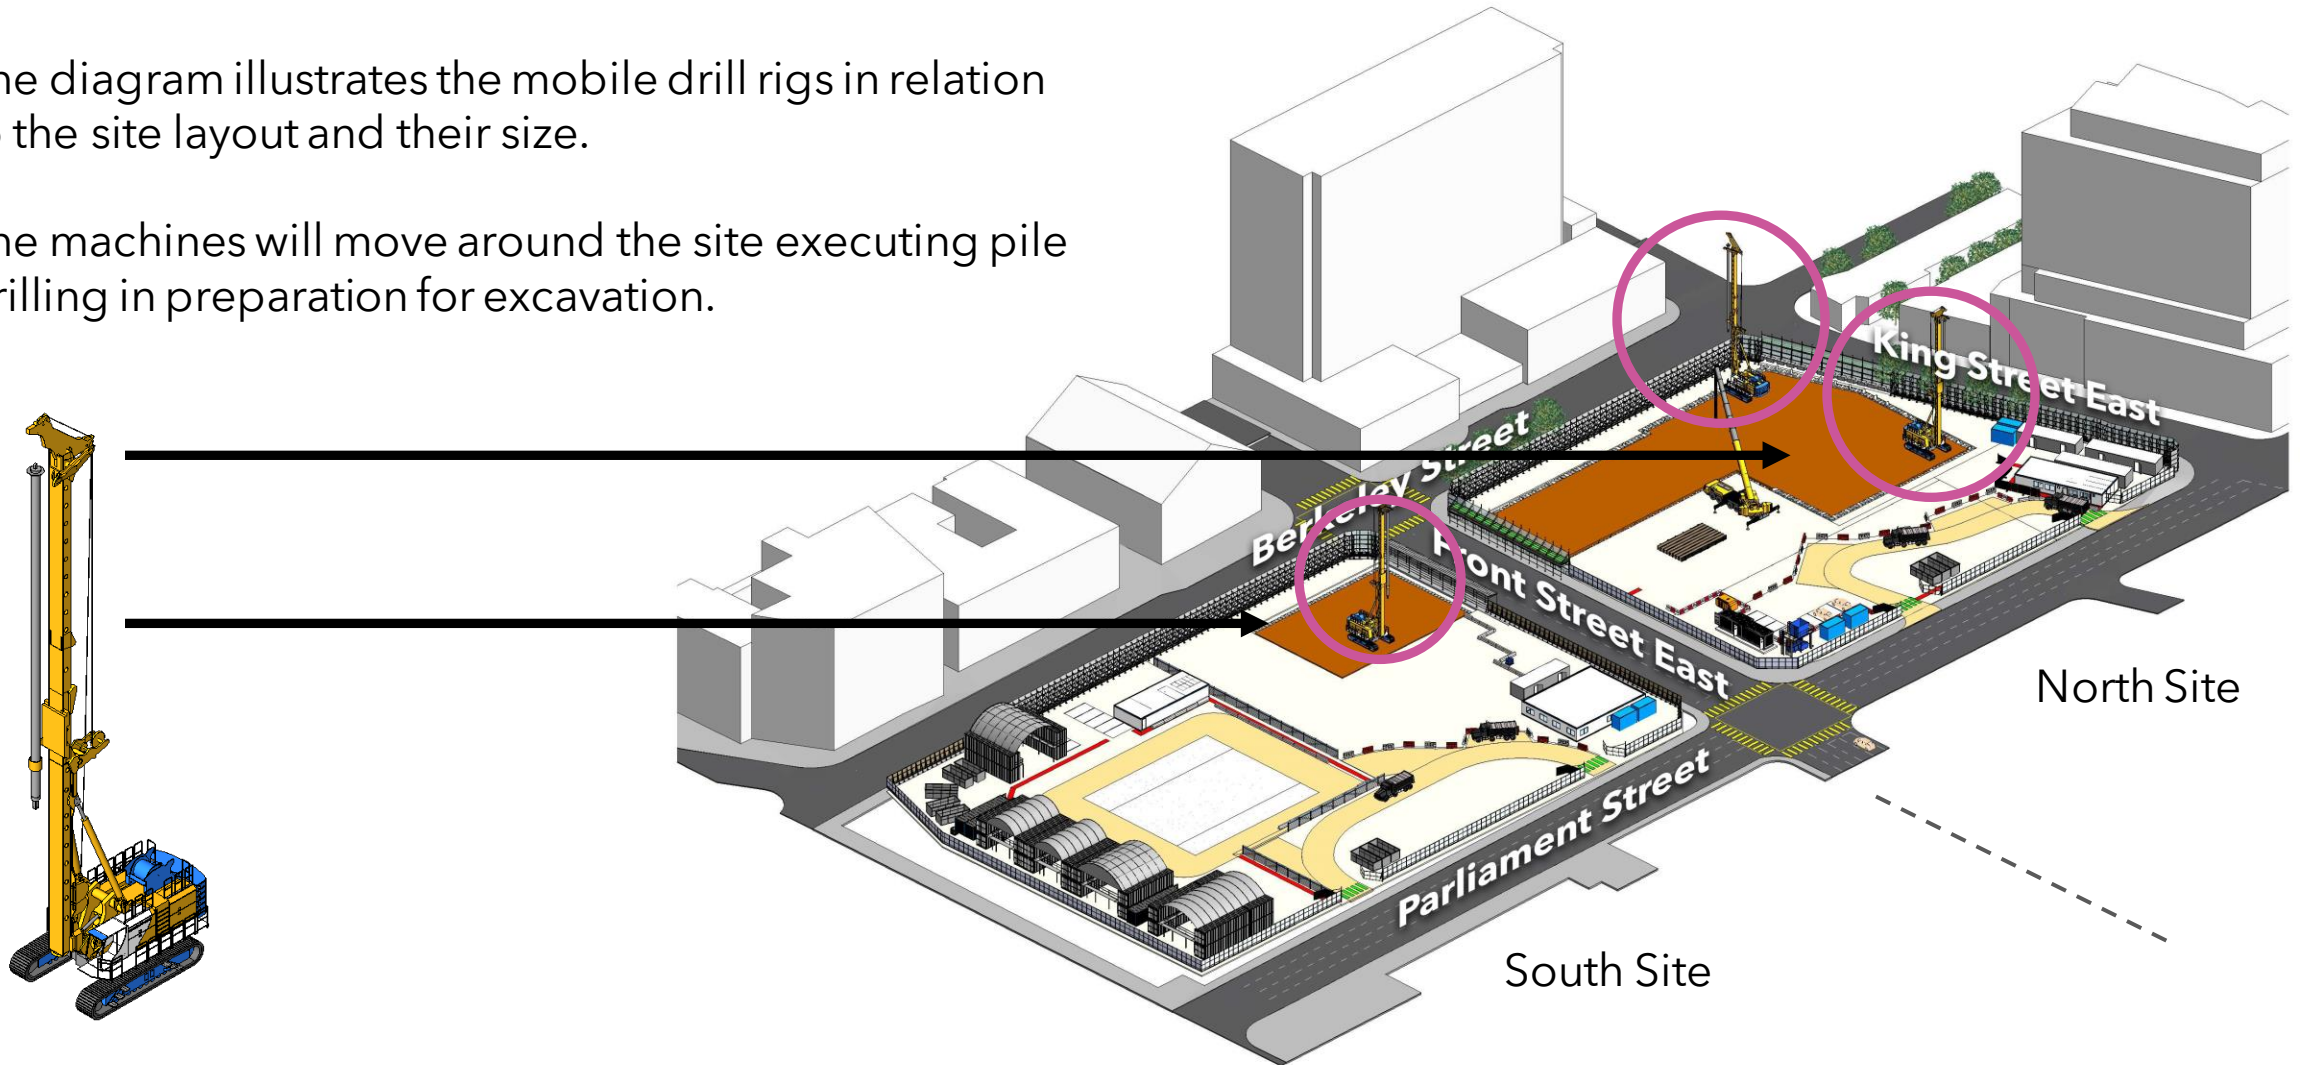 he diagram illustrates the mobile drill rigs in relation
o the site layout and their size.
he machines will move around the site executing pile
rilling in preparation for excavation.
King Street East
Berkeley Street
Front Street East
North Site
Parliament Street
South Site